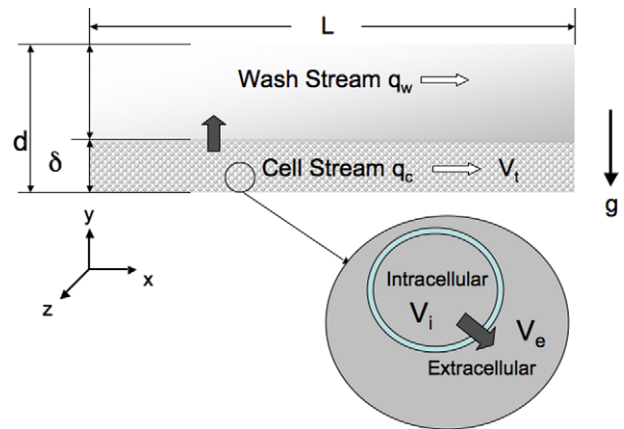 L
Wash Stream q_w
d
δ
Cell Stream q_c
V_t
g
y
x
z
Intracellular
V_i
V_e
Extracellular